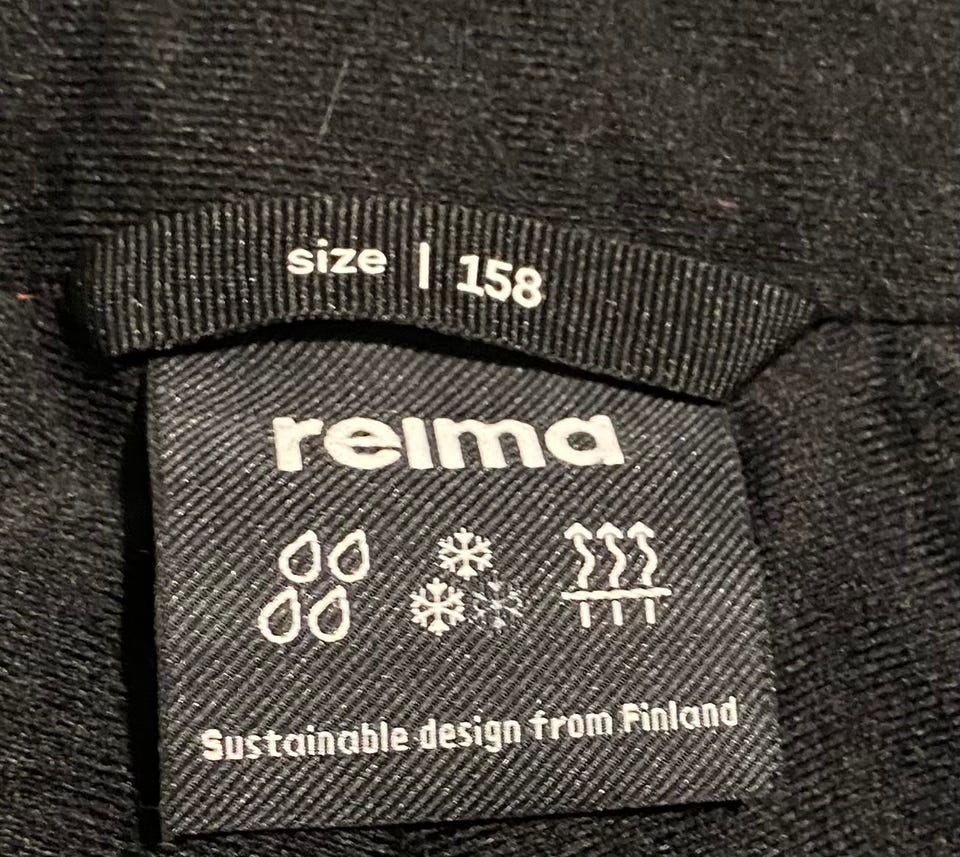 size | 158
reima
Sustainable design from Finland